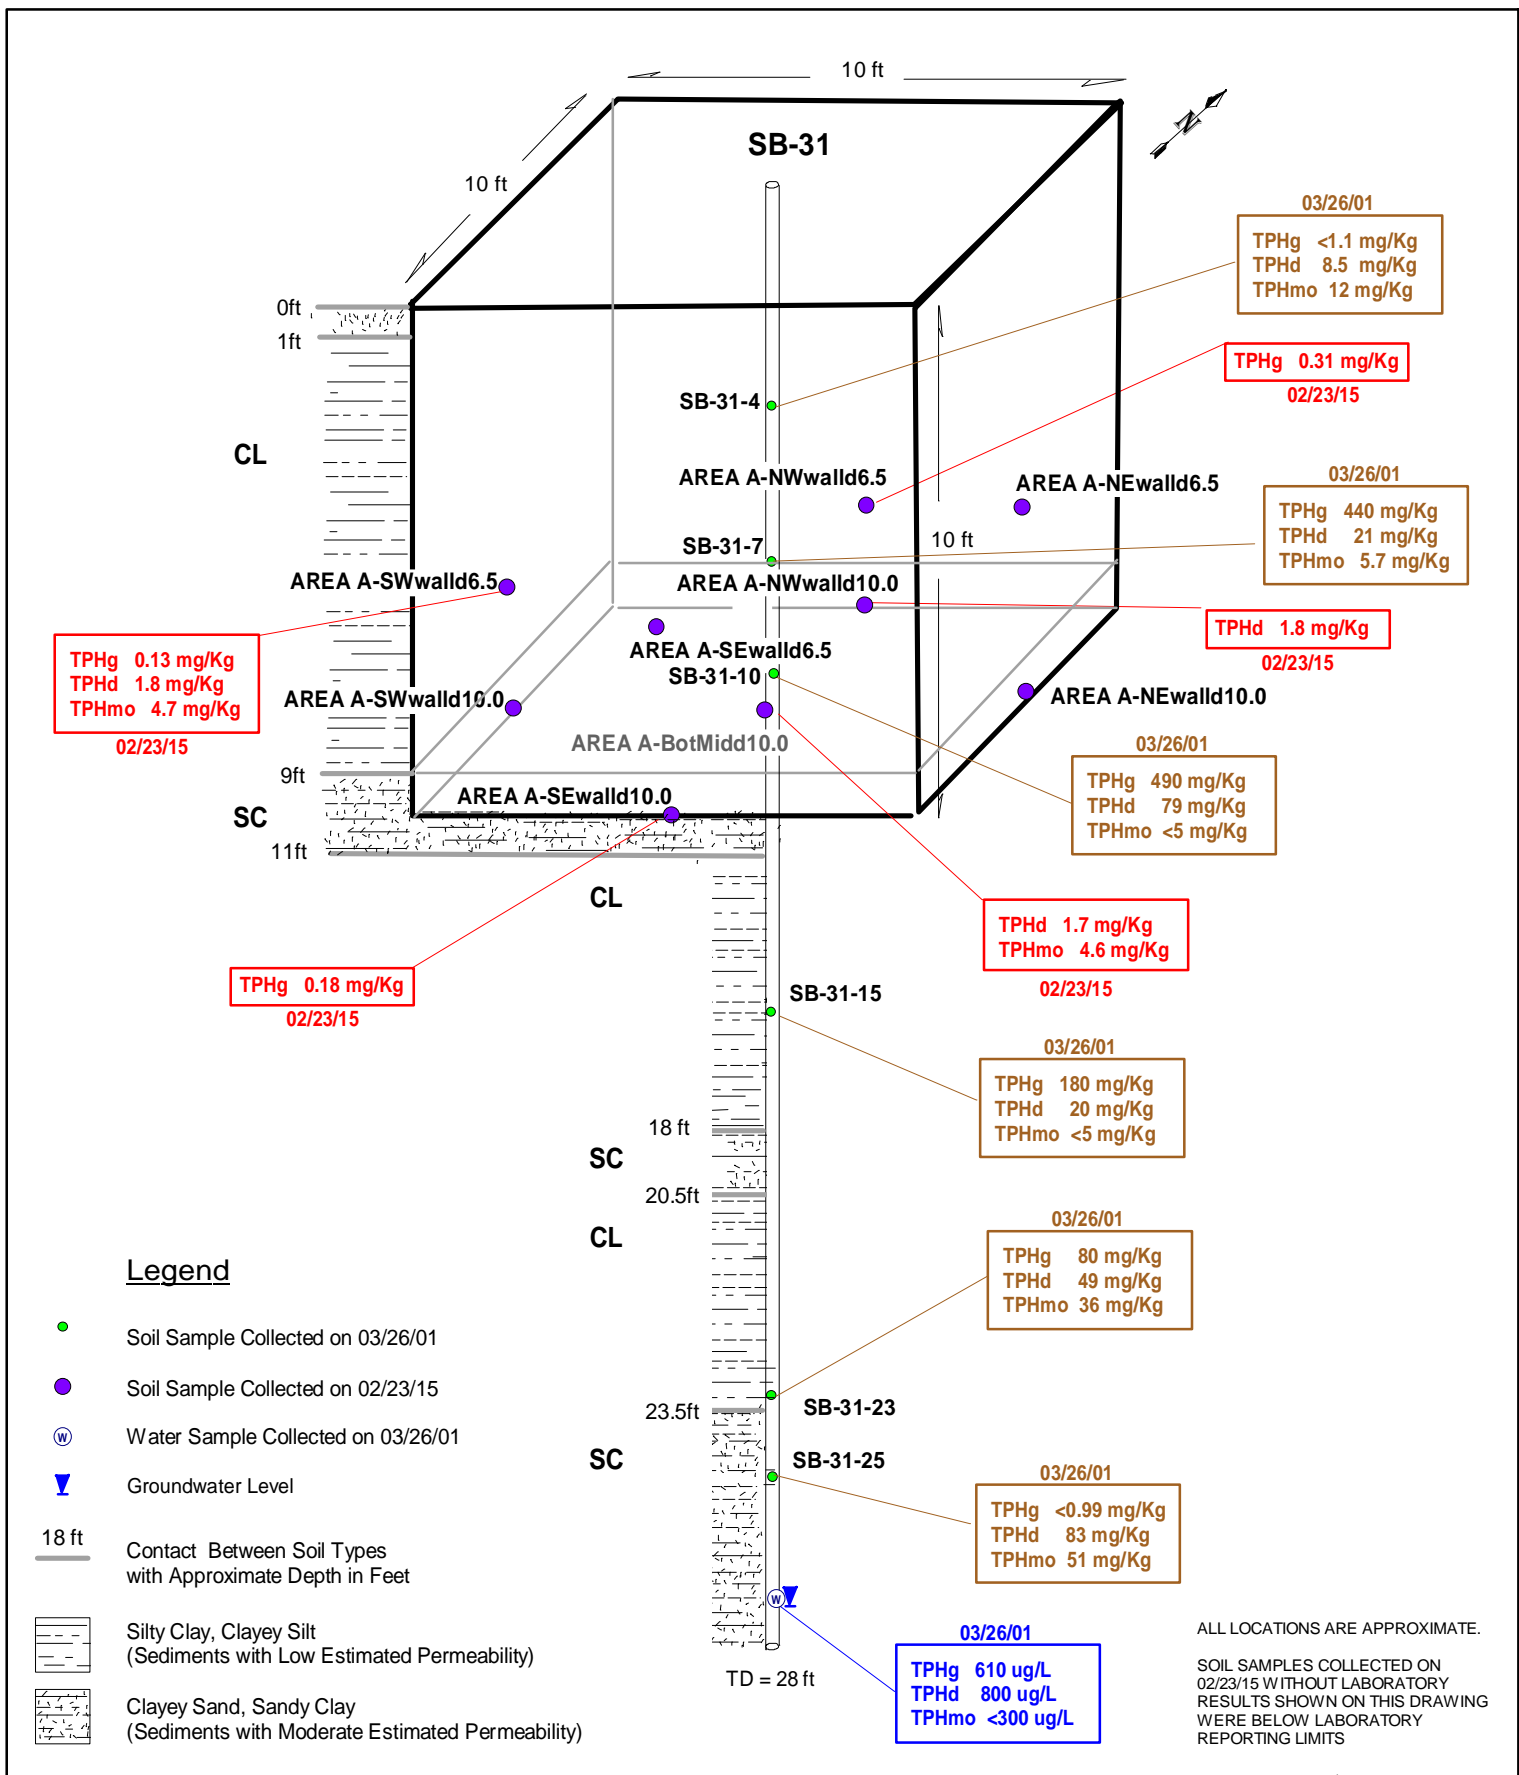 10 ft
N
SB-31
10 ft
03/26/01
TPHg <1.1 mg/Kg
TPHd 8.5 mg/Kg
TPHmo 12 mg/Kg
0ft
1ft
TPHg 0.31 mg/Kg
02/23/15
SB-31-4
CL
AREA A-NWwalld6.5
AREA A-NEwalld6.5
03/26/01
TPHg 440 mg/Kg
TPHd 21 mg/Kg
TPHmo 5.7 mg/Kg
SB-31-7
10 ft
AREA A-SWwalld6.5
AREA A-NWwalld10.0
TPHd 1.8 mg/Kg
02/23/15
TPHg 0.13 mg/Kg
TPHd 1.8 mg/Kg
TPHmo 4.7 mg/Kg
02/23/15
AREA A-SEwalld6.5
SB-31-10
AREA A-SWwalld10.0
AREA A-NEwalld10.0
AREA A-BotMidd10.0
03/26/01
TPHg 490 mg/Kg
TPHd 79 mg/Kg
TPHmo <5 mg/Kg
9ft
SC
AREA A-SEwalld10.0
11ft
CL
TPHd 1.7 mg/Kg
TPHmo 4.6 mg/Kg
02/23/15
TPHg 0.18 mg/Kg
02/23/15
SB-31-15
03/26/01
TPHg 180 mg/Kg
TPHd 20 mg/Kg
TPHmo <5 mg/Kg
18 ft
SC
20.5ft
CL
03/26/01
TPHg 80 mg/Kg
TPHd 49 mg/Kg
TPHmo 36 mg/Kg
23.5ft
SB-31-23
SC
SB-31-25
03/26/01
TPHg <0.99 mg/Kg
TPHd 83 mg/Kg
TPHmo 51 mg/Kg
W
03/26/01
TPHg 610 ug/L
TPHd 800 ug/L
TPHmo <300 ug/L
TD = 28 ft
Legend
Soil Sample Collected on 03/26/01
Soil Sample Collected on 02/23/15
W Water Sample Collected on 03/26/01
Groundwater Level
18 ft
Contact Between Soil Types
with Approximate Depth in Feet
Silty Clay, Clayey Silt
(Sediments with Low Estimated Permeability)
Clayey Sand, Sandy Clay
(Sediments with Moderate Estimated Permeability)
ALL LOCATIONS ARE APPROXIMATE.
SOIL SAMPLES COLLECTED ON
02/23/15 WITHOUT LABORATORY
RESULTS SHOWN ON THIS DRAWING
WERE BELOW LABORATORY
REPORTING LIMITS